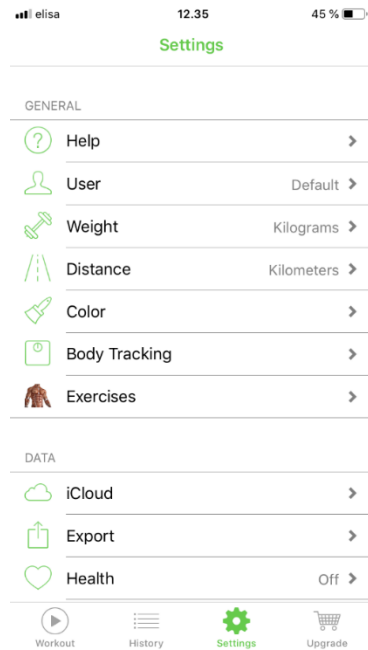 elisa 12.35 45 %
Settings
GENERAL
Help
User Default
Weight Kilograms
Distance Kilometers
Color
Body Tracking
Exercises
DATA
iCloud
Export
Health Off
Workout History Settings Upgrade